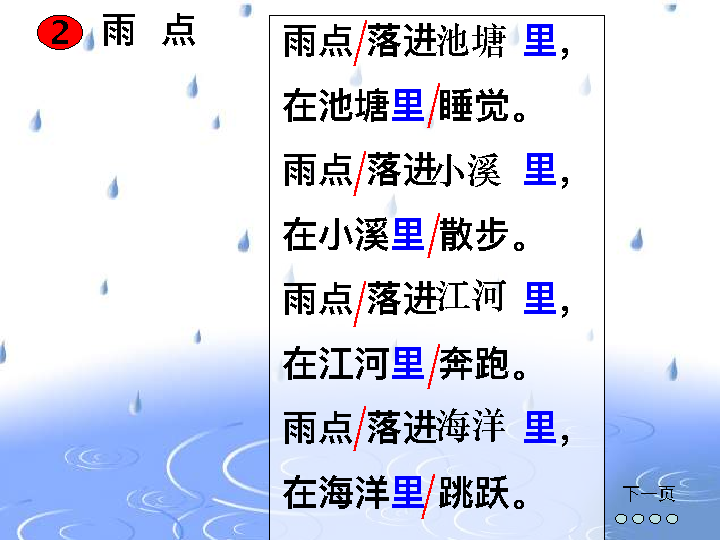 2 雨 点
雨点/落进池塘 里，
在池塘里/睡觉。
雨点/落进小溪 里，
在小溪里/散步。
雨点/落进江河 里，
在江河里/奔跑。
雨点/落进海洋 里，
在海洋里/跳跃。
下一页